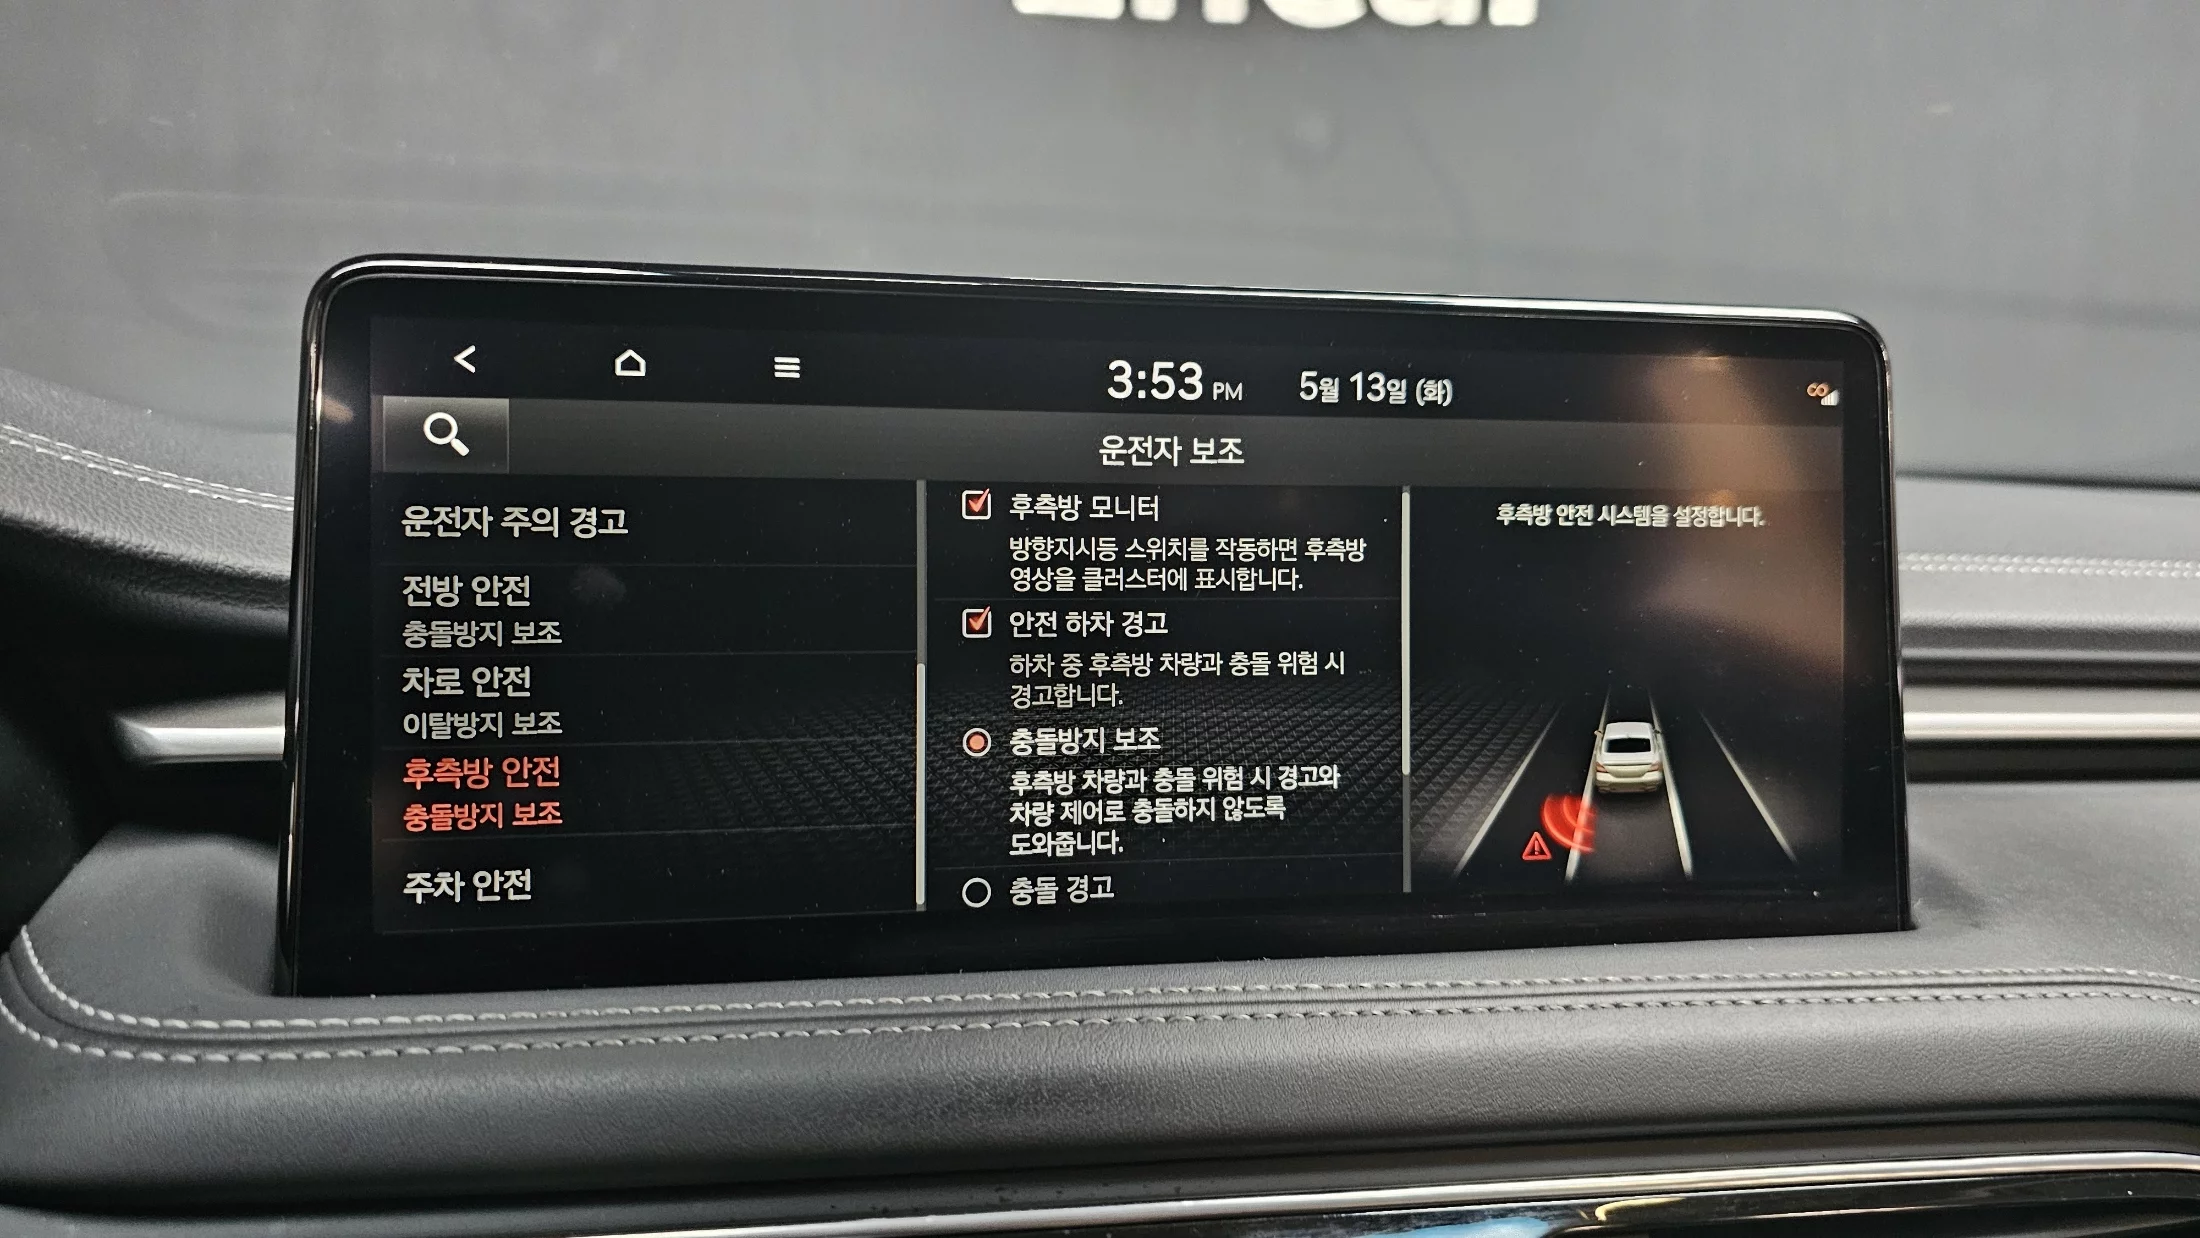 3:53 PM
5월 13일 (화)
운전자 보조
운전자 주의 경고
전방 안전
충돌방지 보조
차로 안전
이탈방지 보조
후측방 안전
충돌방지 보조
주차 안전
후측방 모니터
방향지시등 스위치를 작동하면 후측방
영상을 클러스터에 표시합니다.
안전 하차 경고
하차 중 후측방 차량과 충돌 위험 시
경고합니다.
충돌방지 보조
후측방 차량과 충돌 위험 시 경고와
차량 제어로 충돌하지 않도록
도와줍니다.
충돌 경고
후측방 안전 시스템을 설정합니다.